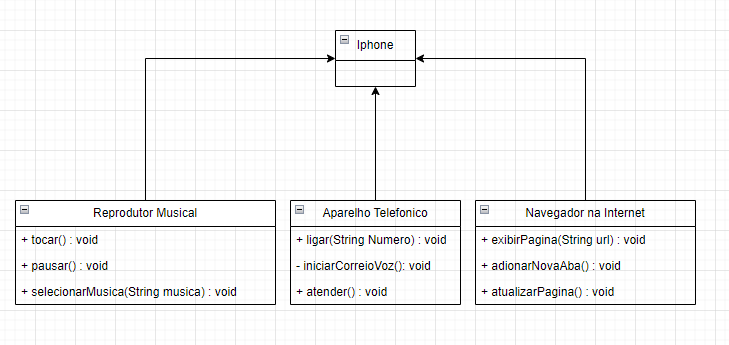 Iphone
Reprodutor Musical
+ tocar() : void
+ pausar() : void
+ selecionarMusica(String musica) : void
Aparelho Telefonico
+ ligar(String Numero) : void
- iniciarCorreioVoz(): void
+ atender() : void
Navegador na Internet
+ exibirPagina(String url) : void
+ adionarNovaAba() : void
+ atualizarPagina() : void